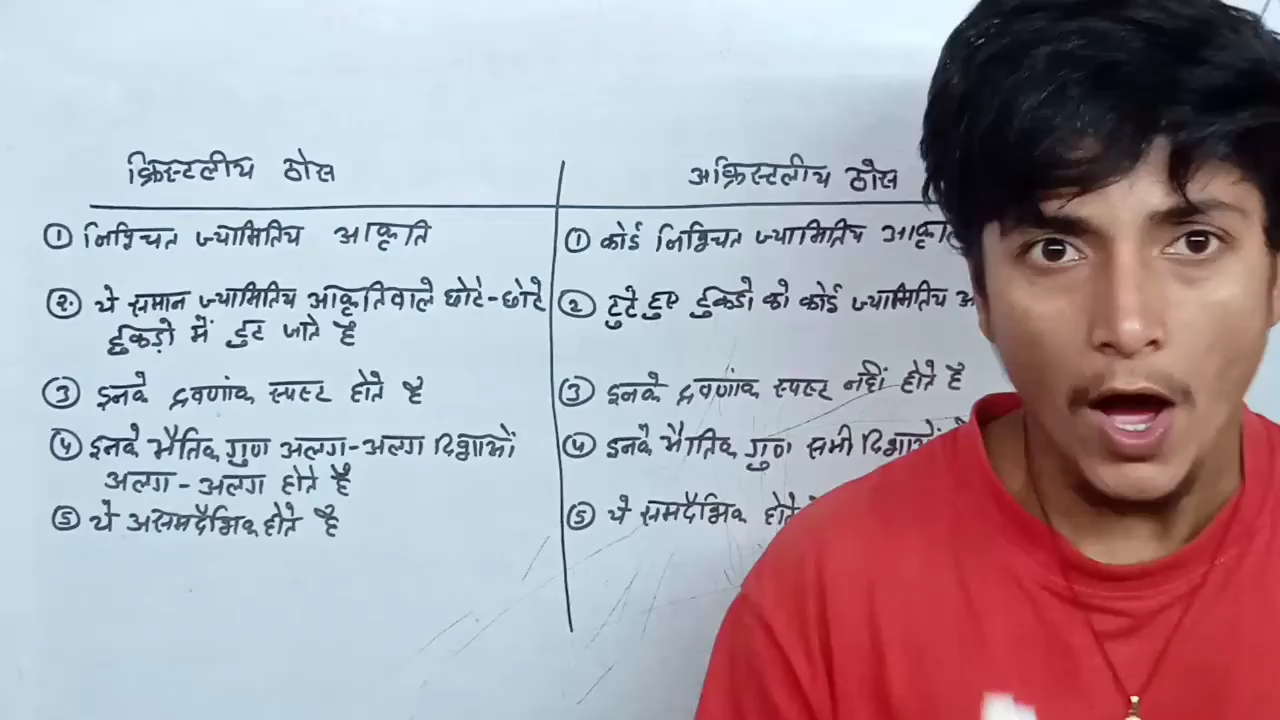 क्रिस्टलीय ठोस
① निश्चित ज्यामितिय आकृति
②. ये समान ज्यामितिय आकृतिवाले छोटे-छोटे
टुकड़ो में टुट जाते है
③ इनके द्रवणांक स्पष्ट होते है
④ इनके भैतिक गुण अलग-अलग दिशाओं
अलग-अलग होते है
⑤ ये असमदैशिक होते है
अक्रिस्टलीय ठोस
① कोई निश्चित ज्यामितिय
② टुटे हुए टुकडो को कोई ज्यामितिय
③ इनके द्रवणांक स्पष्ट नहीं होते है
④ इनके भैातिक गुण सभी
⑤ ये समदैशिक होते